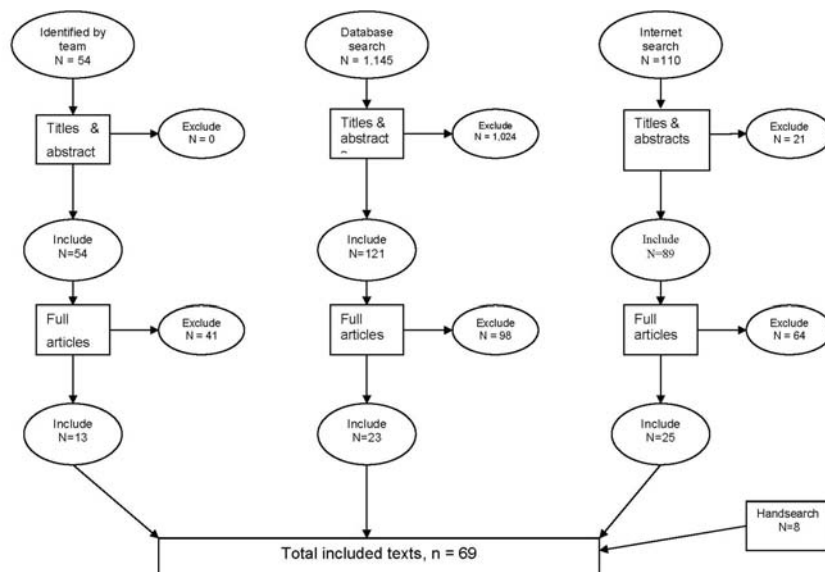 Identified by
team
N = 54
Database
search
N = 1,145
Internet
search
N =110
Titles &
abstract
Exclude
N = 0
Titles &
abstract
Exclude
N = 1,024
Titles &
abstracts
Exclude
N = 21
Include
N=54
Include
N=121
Include
N=89
Full
articles
Exclude
N = 41
Full
articles
Exclude
N = 98
Full
articles
Exclude
N = 64
Include
N=13
Include
N=23
Include
N=25
Handsearch
N=8
Total included texts, n = 69